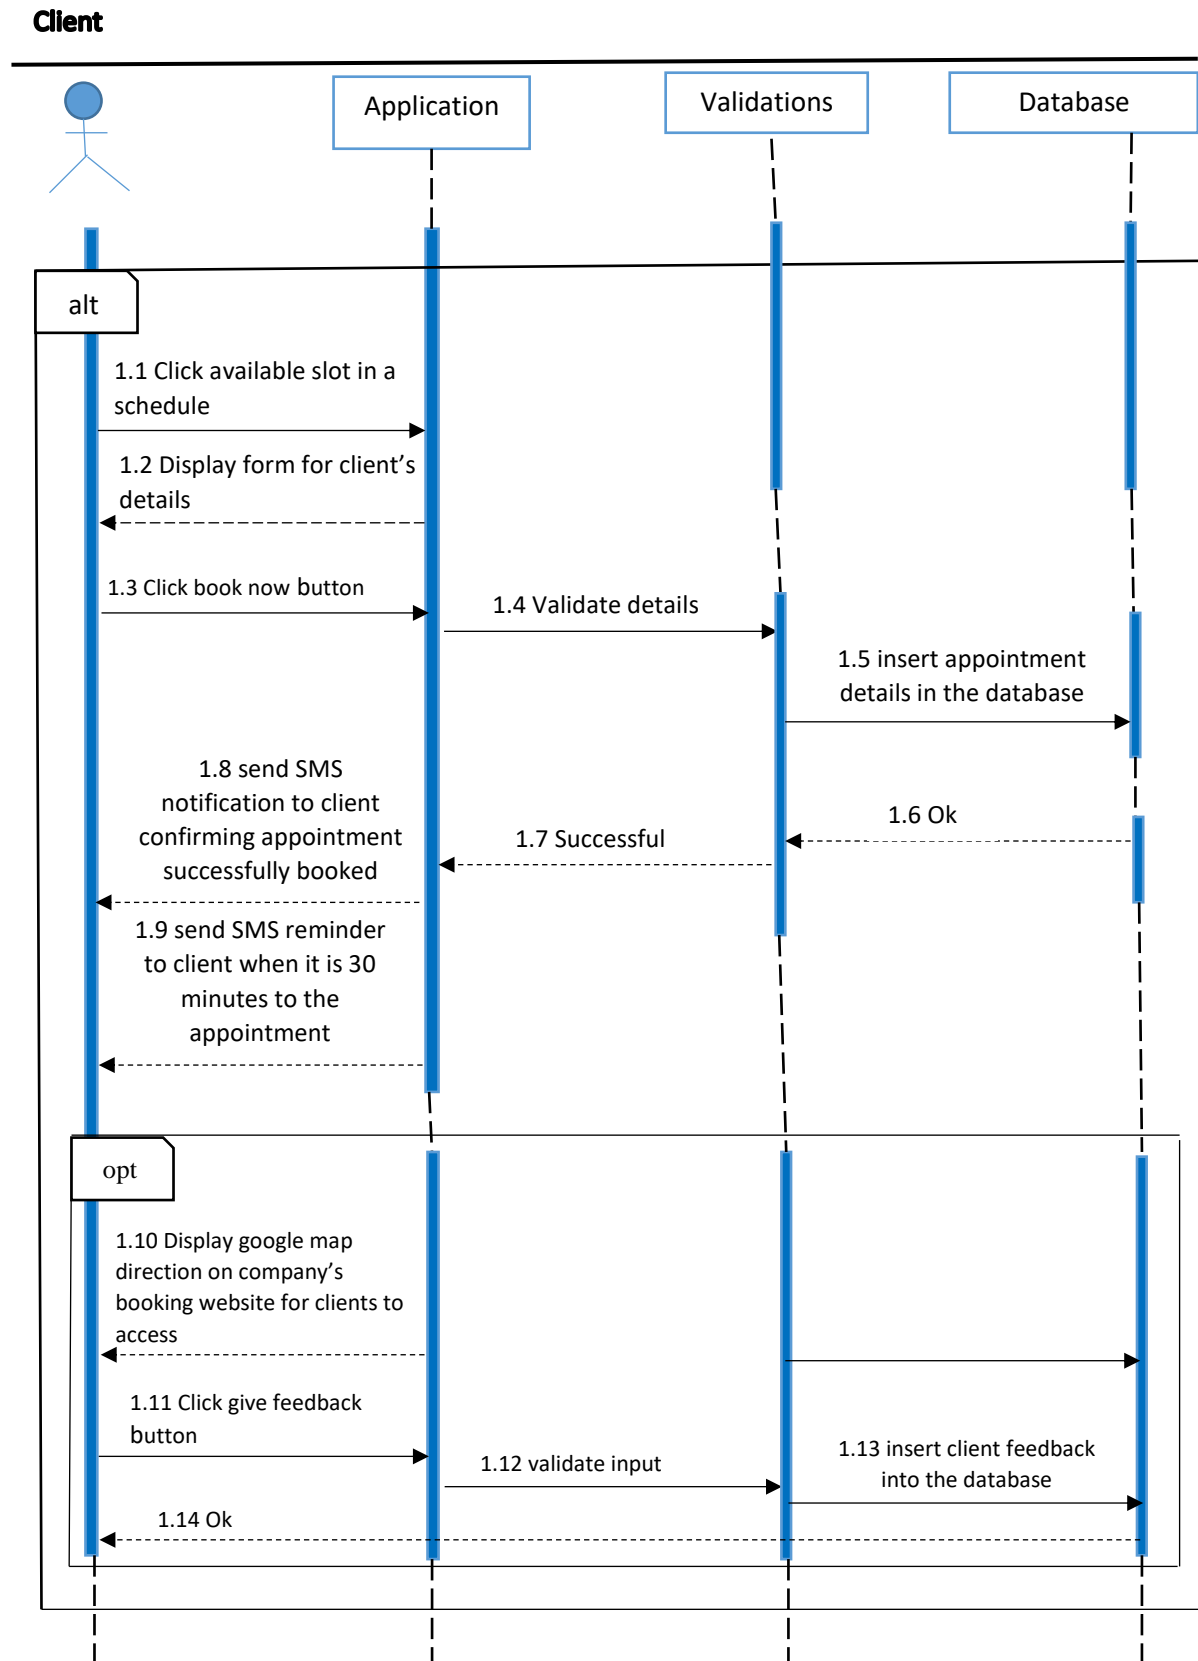 Client
Application
Validations
Database
alt
1.1 Click available slot in a
schedule
1.2 Display form for client’s
details
1.3 Click book now button
1.4 Validate details
1.5 insert appointment
details in the database
1.8 send SMS
notification to client
confirming appointment
successfully booked
1.7 Successful
1.6 Ok
1.9 send SMS reminder
to client when it is 30
minutes to the
appointment
opt
1.10 Display google map
direction on company’s
booking website for clients to
access
1.11 Click give feedback
button
1.12 validate input
1.13 insert client feedback
into the database
1.14 Ok